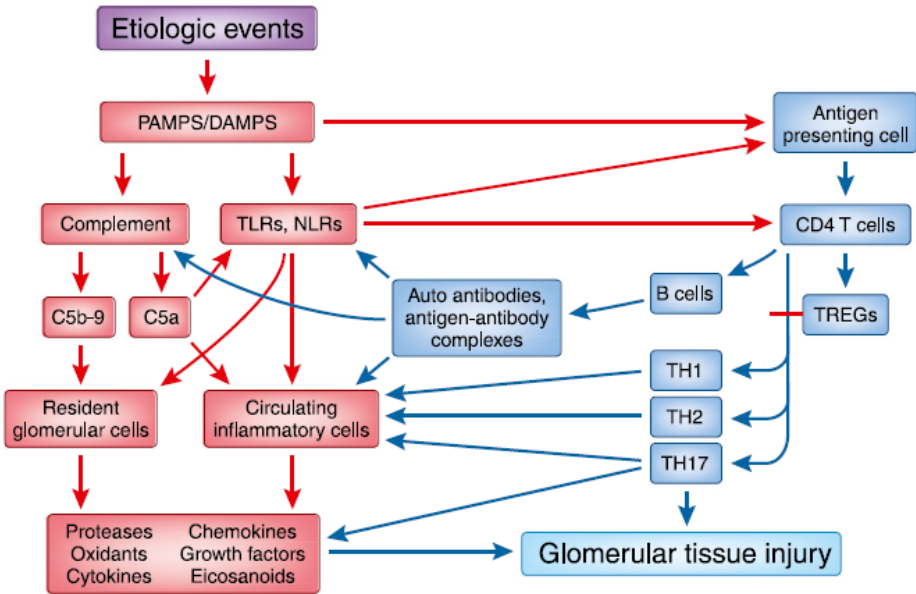 Etiologic events
PAMPS/DAMPS
Antigen
presenting cell
Complement
TLRs, NLRs
CD4 T cells
C5b-9
C5a
Auto antibodies,
antigen-antibody
complexes
B cells
TREGs
Resident
glomerular cells
Circulating
inflammatory cells
TH1
TH2
TH17
Proteases Chemokines
Oxidants Growth factors
Cytokines Eicosanoids
Glomerular tissue injury